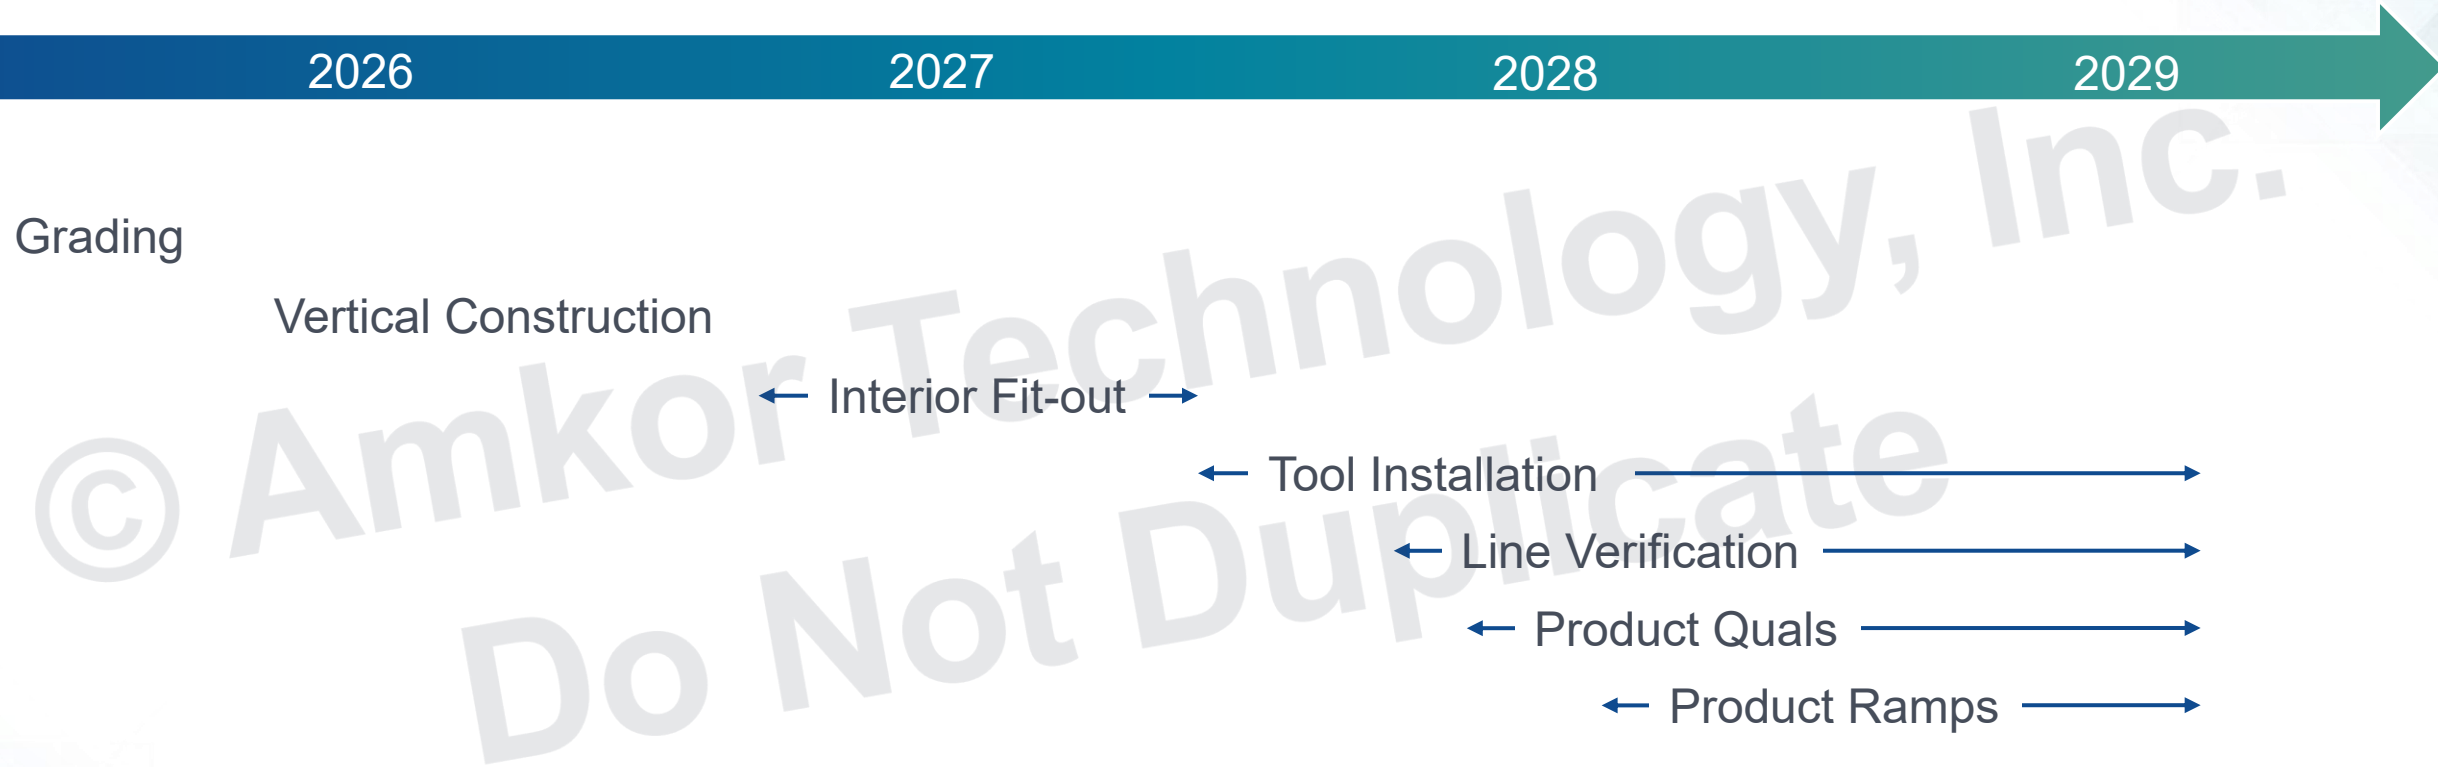 2026 2027 2028 2029
Grading
Vertical Construction
Interior Fit-out
Tool Installation
Line Verification
Product Quals
Product Ramps
© Amkor Technology, Inc.
Do Not Duplicate